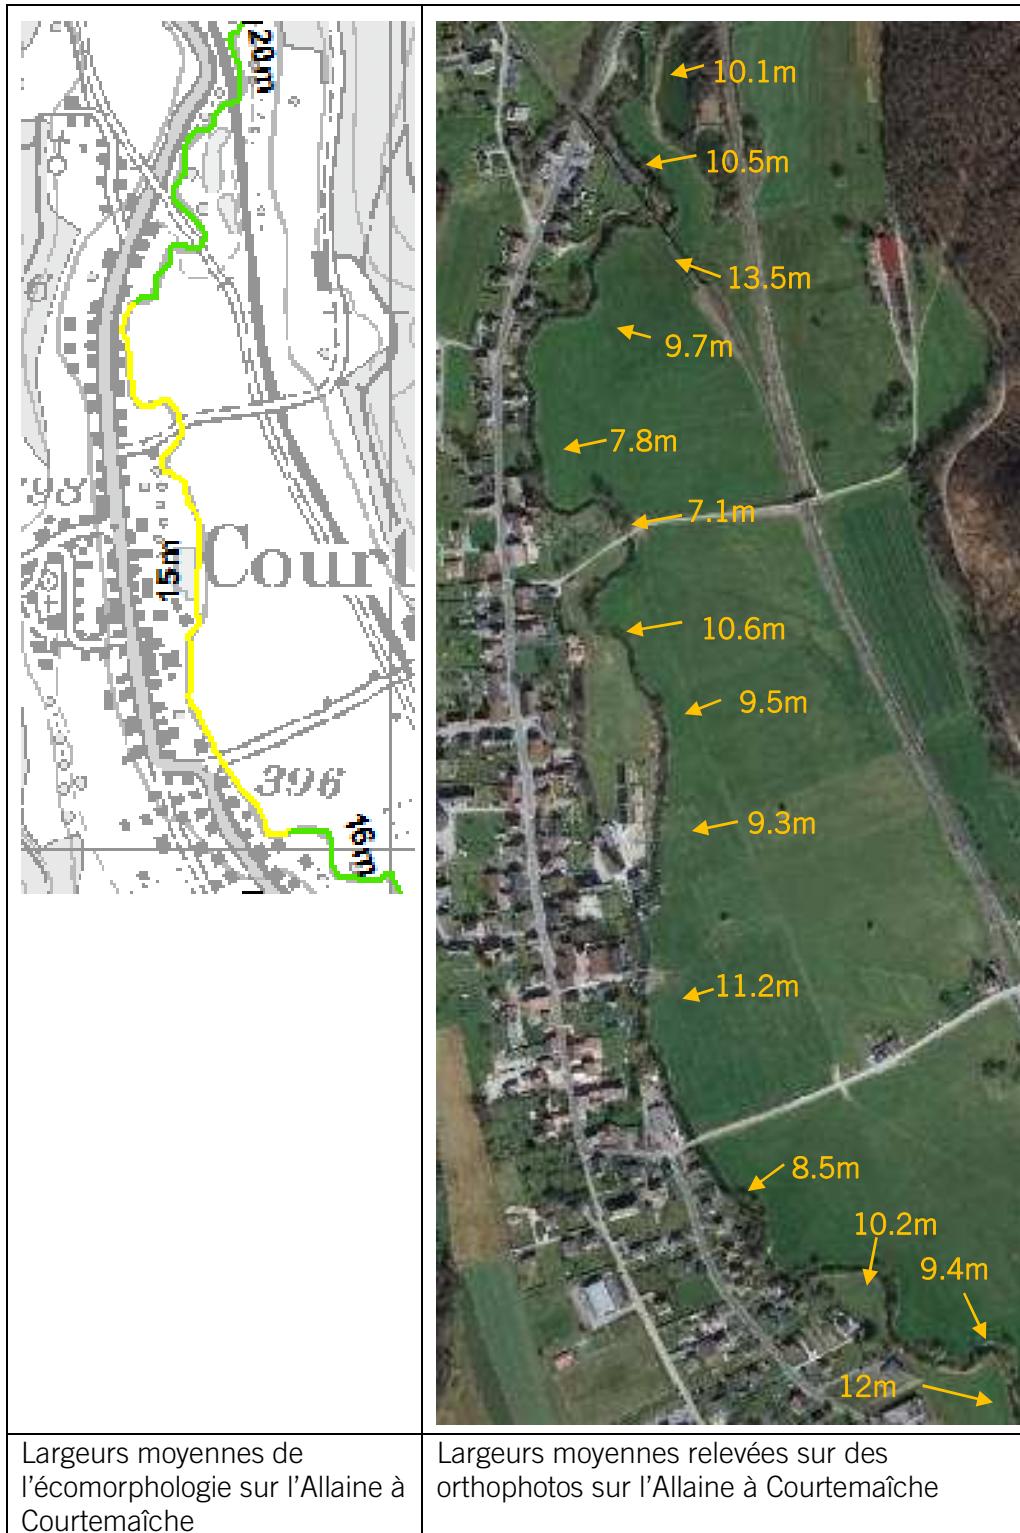 20m
15m
Court
396
16m
10.1m
10.5m
13.5m
9.7m
7.8m
7.1m
10.6m
9.5m
9.3m
11.2m
8.5m
10.2m
9.4m
12m
Largeurs moyennes de
l'écomorphologie sur l'Allaine à
Courtemaîche
Largeurs moyennes relevées sur des
orthophotos sur l'Allaine à Courtemaîche